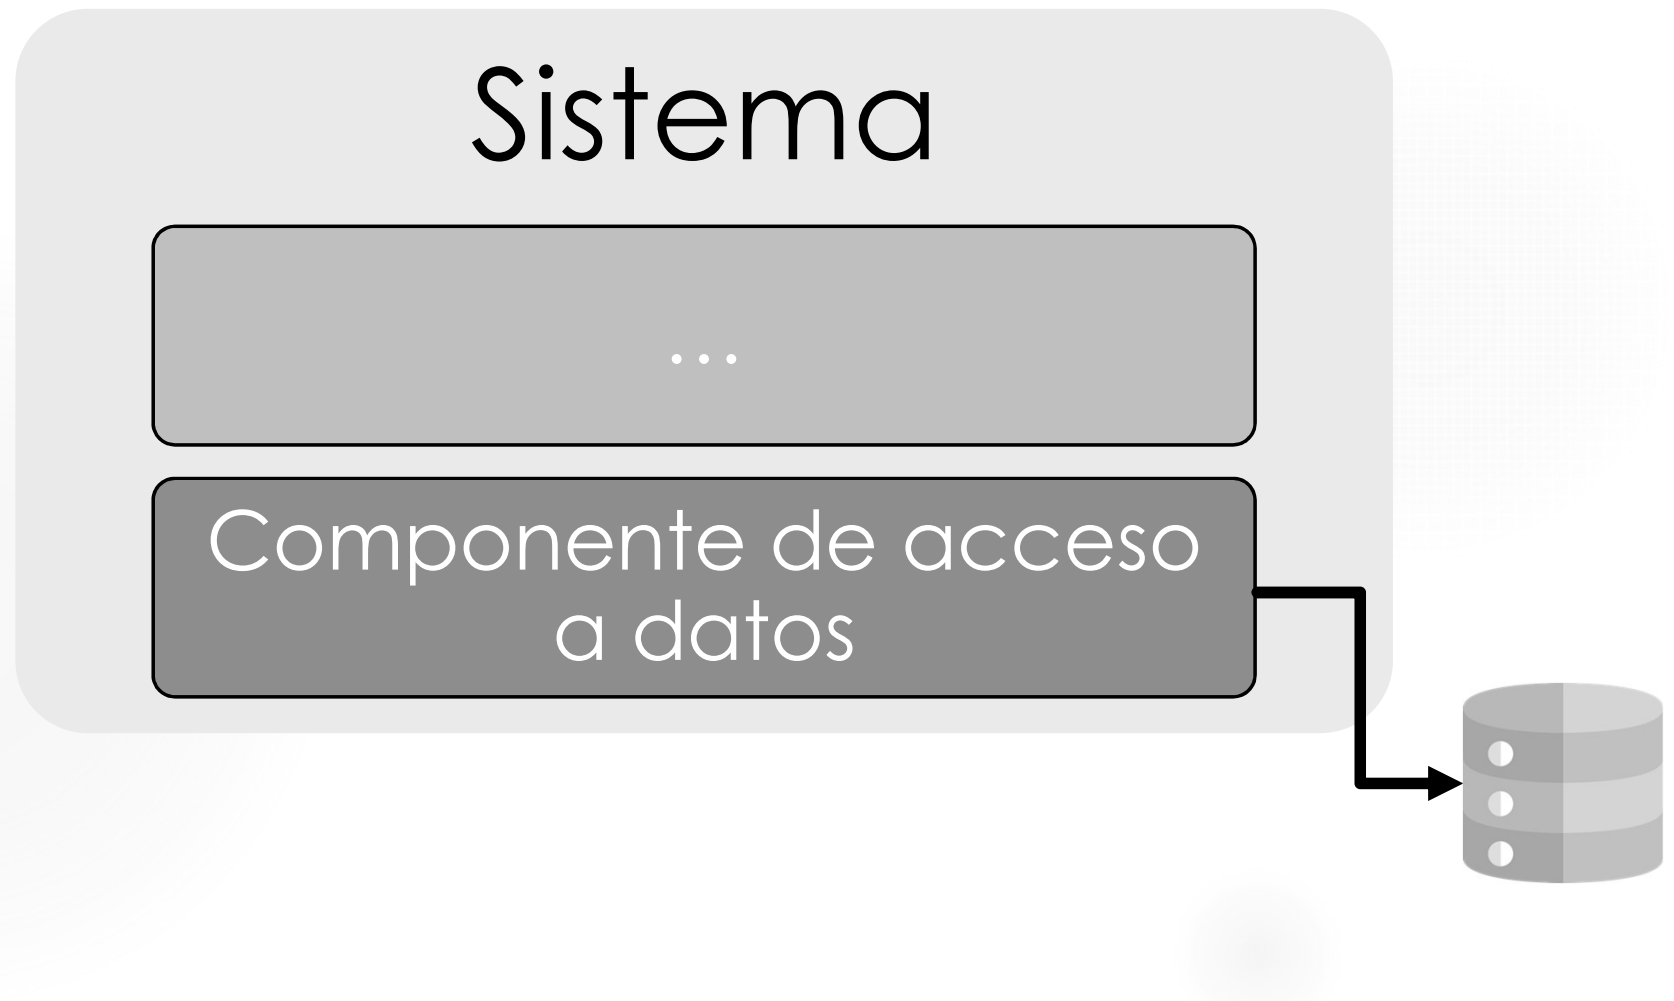 Sistema
...
Componente de acceso
a datos